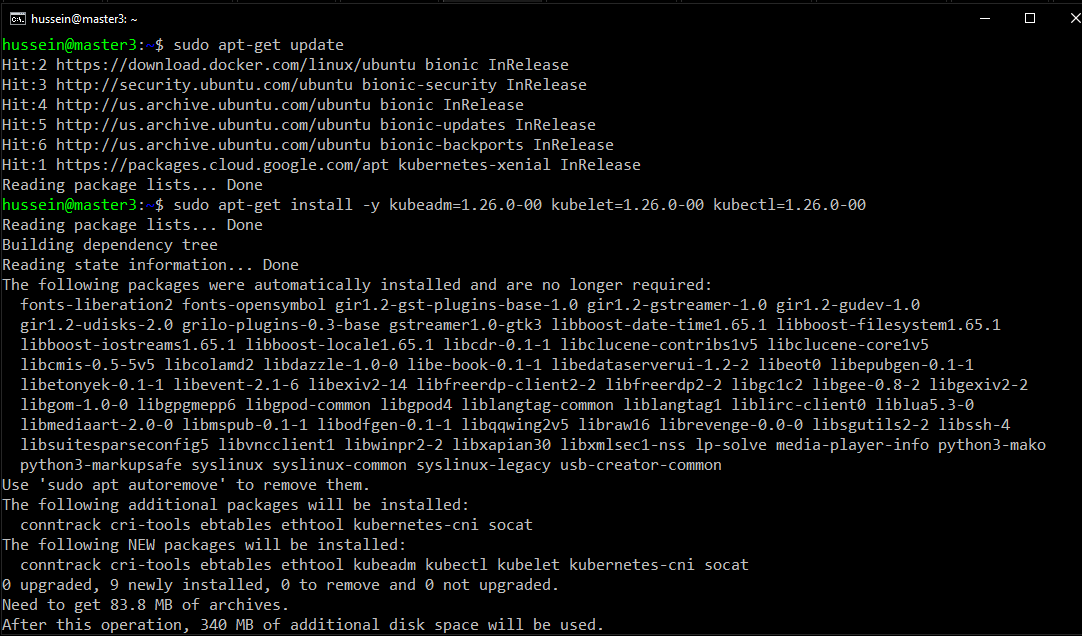 hussein@master3: ~
hussein@master3:~$ sudo apt-get update
Hit:2 https://download.docker.com/linux/ubuntu bionic InRelease
Hit:3 http://security.ubuntu.com/ubuntu bionic-security InRelease
Hit:4 http://us.archive.ubuntu.com/ubuntu bionic InRelease
Hit:5 http://us.archive.ubuntu.com/ubuntu bionic-updates InRelease
Hit:6 http://us.archive.ubuntu.com/ubuntu bionic-backports InRelease
Hit:1 https://packages.cloud.google.com/apt kubernetes-xenial InRelease
Reading package lists... Done
hussein@master3:~$ sudo apt-get install -y kubeadm=1.26.0-00 kubelet=1.26.0-00 kubectl=1.26.0-00
Reading package lists... Done
Building dependency tree
Reading state information... Done
The following packages were automatically installed and are no longer required:
  fonts-liberation2 fonts-opensymbol gir1.2-gst-plugins-base-1.0 gir1.2-gstreamer-1.0 gir1.2-gudev-1.0
  gir1.2-udisks-2.0 grilo-plugins-0.3-base gstreamer1.0-gtk3 libboost-date-time1.65.1 libboost-filesystem1.65.1
  libboost-iostreams1.65.1 libboost-locale1.65.1 libcdr-0.1-1 libclucene-contribs1v5 libclucene-core1v5
  libcmis-0.5-5v5 libcolamd2 libdazzle-1.0-0 libe-book-0.1-1 libedataserverui-1.2-2 libeot0 libepubgen-0.1-1
  libetonyek-0.1-1 libevent-2.1-6 libexiv2-14 libfreerdp-client2-2 libfreerdp2-2 libgc1c2 libgee-0.8-2 libgexiv2-2
  libgom-1.0-0 libgpgmepp6 libgpod-common libgpod4 liblangtag-common liblangtag1 liblirc-client0 liblua5.3-0
  libmediaart-2.0-0 libmspub-0.1-1 libodfgen-0.1-1 libqqwing2v5 libraw16 librevenge-0.0-0 libsgutils2-2 libssh-4
  libsuitesparseconfig5 libvncclient1 libwinpr2-2 libxapian30 libxmlsec1-nss lp-solve media-player-info python3-mako
  python3-markupsafe syslinux syslinux-common syslinux-legacy usb-creator-common
Use 'sudo apt autoremove' to remove them.
The following additional packages will be installed:
  conntrack cri-tools ebtables ethtool kubernetes-cni socat
The following NEW packages will be installed:
  conntrack cri-tools ebtables ethtool kubeadm kubectl kubelet kubernetes-cni socat
0 upgraded, 9 newly installed, 0 to remove and 0 not upgraded.
Need to get 83.8 MB of archives.
After this operation, 340 MB of additional disk space will be used.